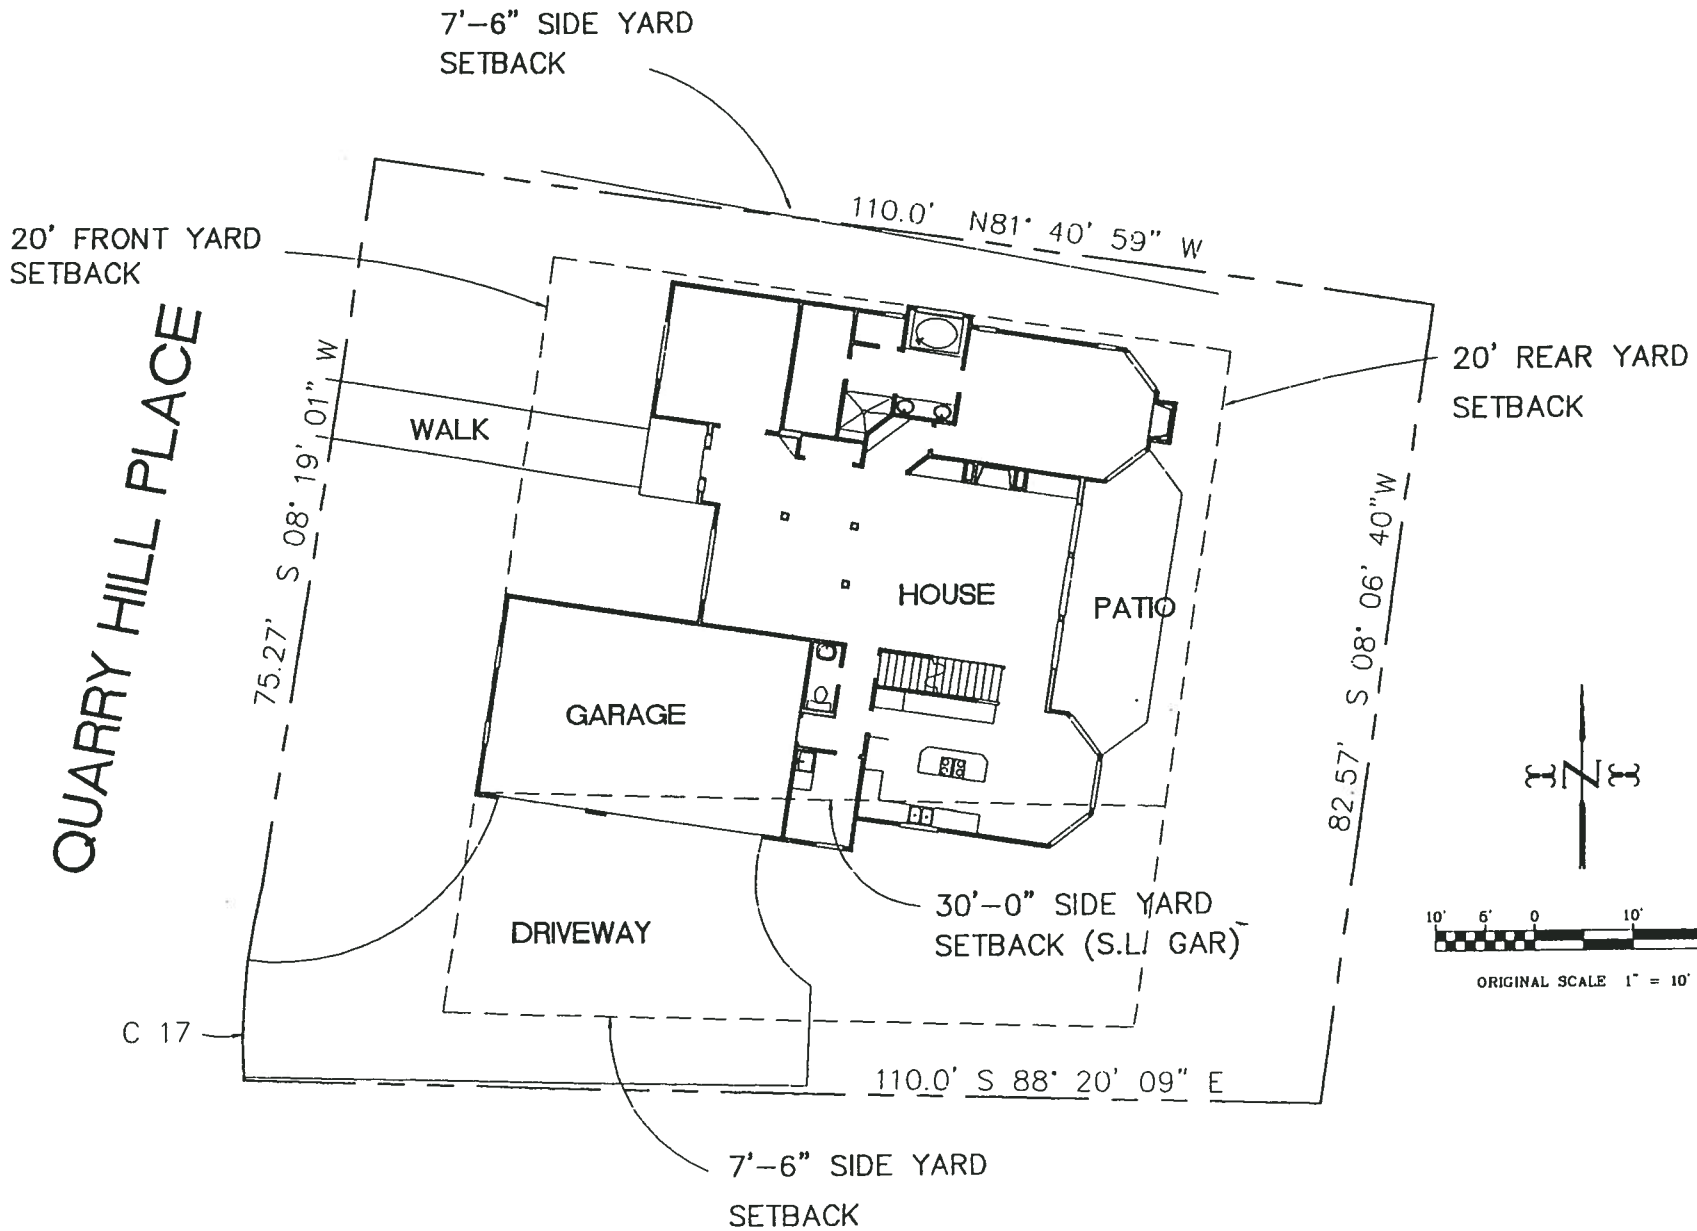 7'-6" SIDE YARD
SETBACK
110.0' N81° 40' 59" W
20' FRONT YARD
SETBACK
20' REAR YARD
SETBACK
QUARRY HILL PLACE
75.27' S 08° 19' 01" W
WALK
HOUSE
PATIO
GARAGE
82.57' S 08° 06' 40" W
N
30'-0" SIDE YARD
SETBACK (S.L. GAR)
DRIVEWAY
10' 5' 0 10'
ORIGINAL SCALE 1" = 10'
C 17
110.0' S 88° 20' 09" E
7'-6" SIDE YARD
SETBACK